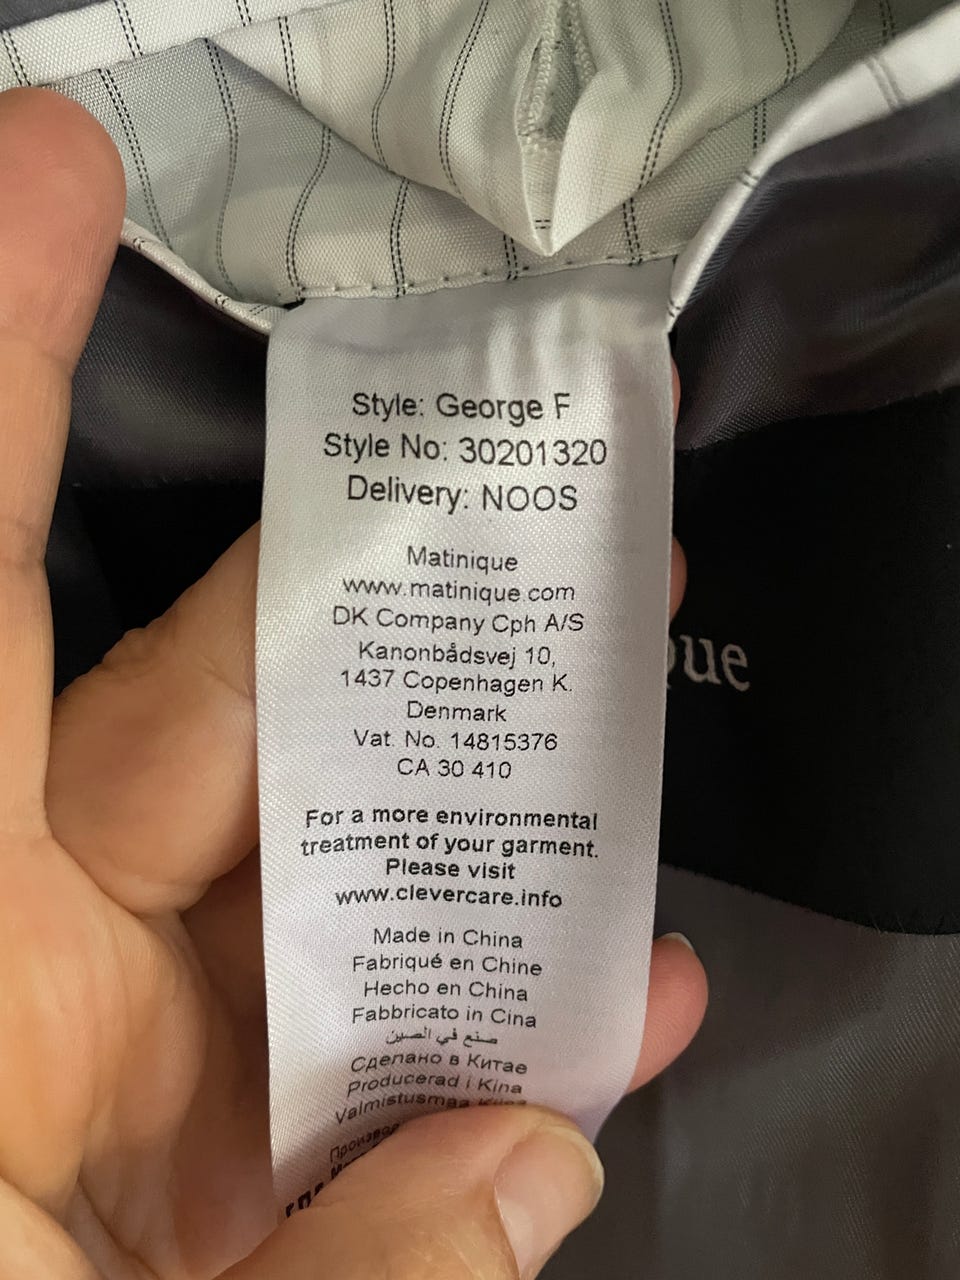 Style: George F
Style No: 30201320
Delivery: NOOS
Matinique
www.matinique.com
DK Company Cph A/S
Kanonbådsvej 10,
1437 Copenhagen K.
Denmark
Vat. No. 14815376
CA 30 410
For a more environmental
treatment of your garment.
Please visit
www.clevercare.info
Made in China
Fabriqué en Chine
Hecho en China
Fabbricato in Cina
صنع في الصين
Сделано в Китае
Producerad i Kina
Valmistusmaa
ue